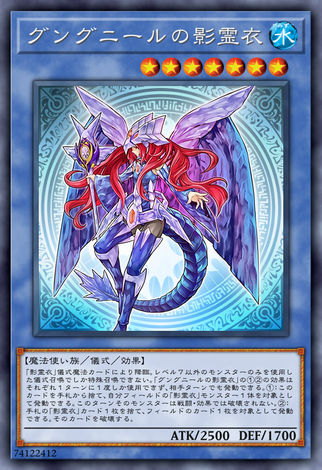 グングニールの影霊衣
水
【魔法使い族／儀式／効果】
「影霊衣」儀式魔法カードにより降臨。レベル７以外のモンスターのみを使用
した儀式召喚でしか特殊召喚できない。「グングニールの影霊衣」の①②の効果は
それぞれ１ターンに１度しか使用できず、相手ターンでも発動できる。①：この
カードを手札から捨て、自分フィールドの「影霊衣」モンスター１体を対象とし
て発動できる。このターンそのモンスターは戦闘・効果では破壊されない。②：
手札の「影霊衣」カード１枚を捨て、フィールドのカード１枚を対象として発動
できる。そのカードを破壊する。
ATK/2500 DEF/1700
74122412